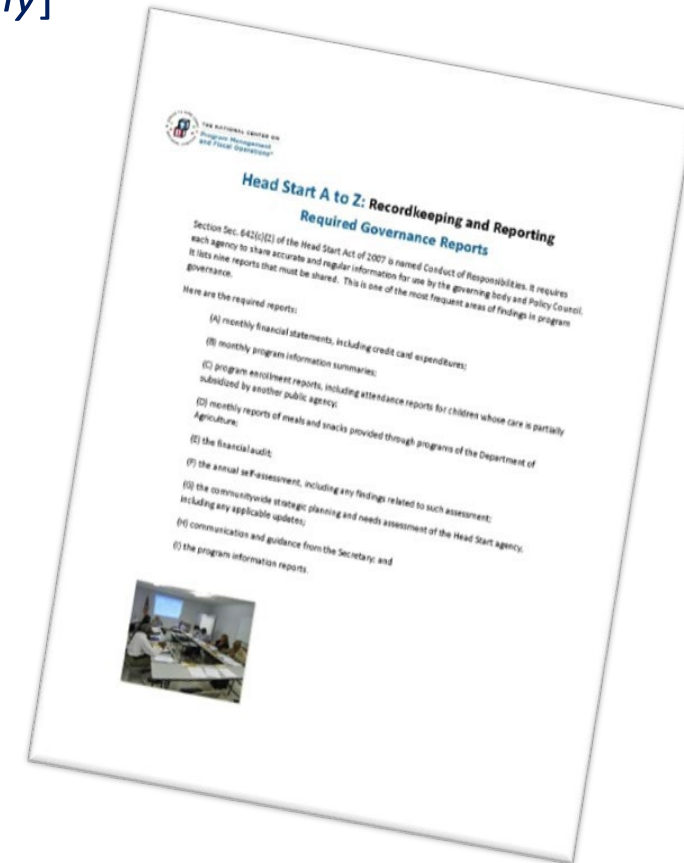 ry]
THE NATIONAL CENTER ON
Program Management
and Fiscal Operations
Head Start A to Z: Recordkeeping and Reporting
Required Governance Reports
Section Sec. 642(c)(2) of the Head Start Act of 2007 is named Conduct of Responsibilities. It requires
each agency to share accurate and regular information for use by the governing body and Policy Council.
It lists nine reports that must be shared. This is one of the most frequent areas of findings in program
governance.
Here are the required reports:
(A) monthly financial statements, including credit card expenditures;
(B) monthly program information summaries;
(C) program enrollment reports, including attendance reports for children whose care is partially
subsidized by another public agency;
(D) monthly reports of meals and snacks provided through programs of the Department of
Agriculture;
(E) the financial audit;
(F) the annual self-assessment, including any findings related to such assessment;
(G) the communitywide strategic planning and needs assessment of the Head Start agency,
including any applicable updates;
(H) communication and guidance from the Secretary; and
(I) the program information reports.